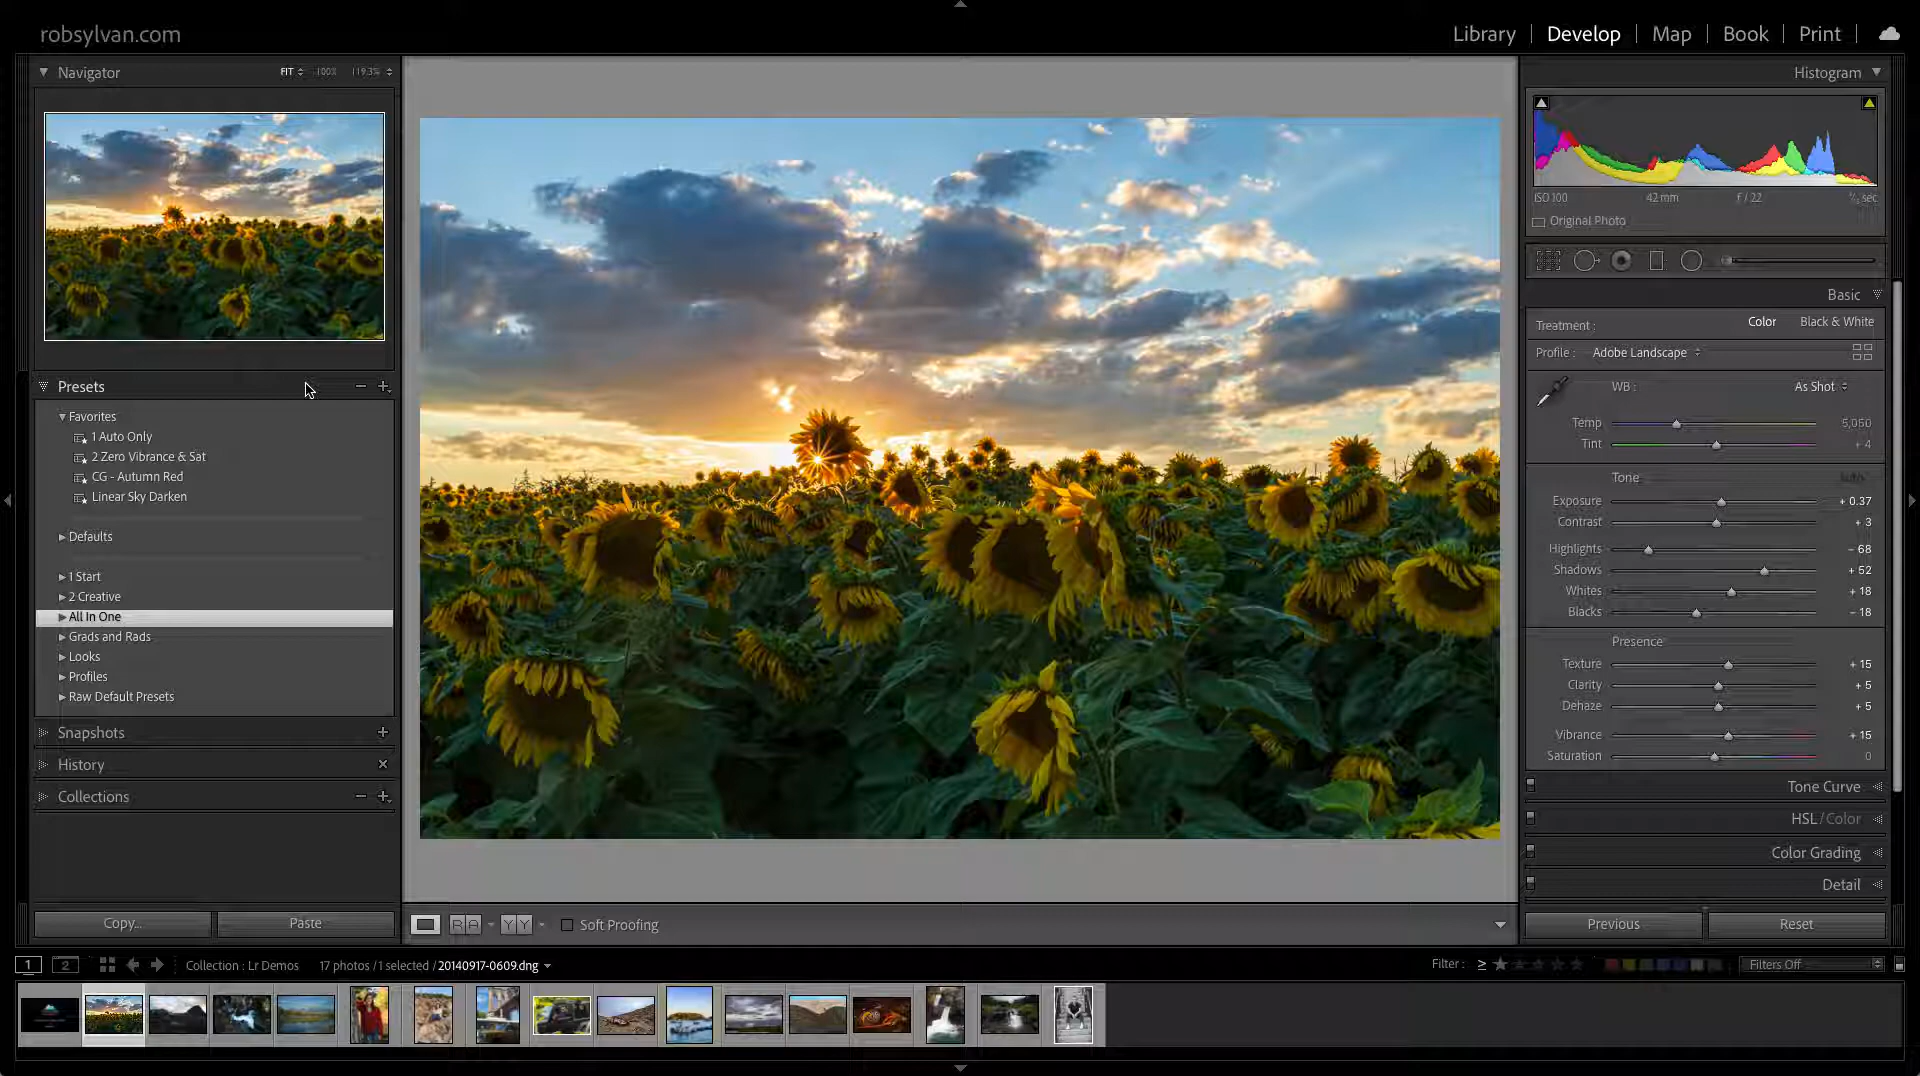 robsylvan.com
Library
Develop
Map
Book
Print
Navigator
FIT
100%
119.3%
Histogram
ISO 100
42 mm
f / 22
Original Photo
Basic
Treatment :
Color
Black & White
Profile :
Adobe Landscape
WB :
As Shot
Temp
5,050
Tint
+ 4
Tone
Auto
Exposure
+ 0.37
Contrast
+ 3
Highlights
– 68
Shadows
+ 52
Whites
+ 18
Blacks
– 18
Presence
Texture
+ 15
Clarity
+ 5
Dehaze
+ 5
Vibrance
+ 15
Saturation
0
Tone Curve
HSL / Color
Color Grading
Detail
Previous
Reset
Presets
Favorites
1 Auto Only
2 Zero Vibrance & Sat
CG - Autumn Red
Linear Sky Darken
Defaults
1 Start
2 Creative
All In One
Grads and Rads
Looks
Profiles
Raw Default Presets
Snapshots
History
Collections
Copy...
Paste
R A
Y Y
Soft Proofing
1
2
Collection : Lr Demos
17 photos / 1 selected / 20140917-0609.dng
Filter :
Filters Off